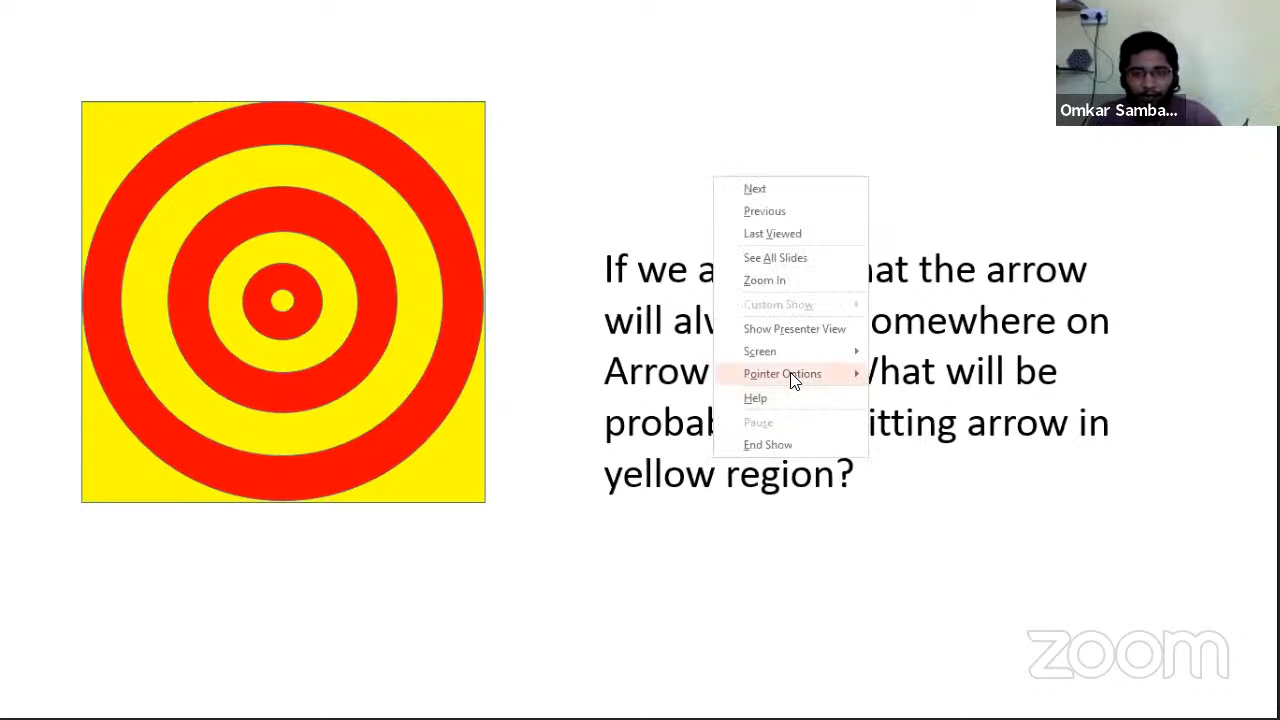 Omkar Samba...
Next
Previous
Last Viewed
See All Slides
Zoom In
Custom Show
Show Presenter View
Screen
Pointer Options
Help
Pause
End Show
If we a hat the arrow
will alw omewhere on
Arrow What will be
probab itting arrow in
yellow region?
zoom